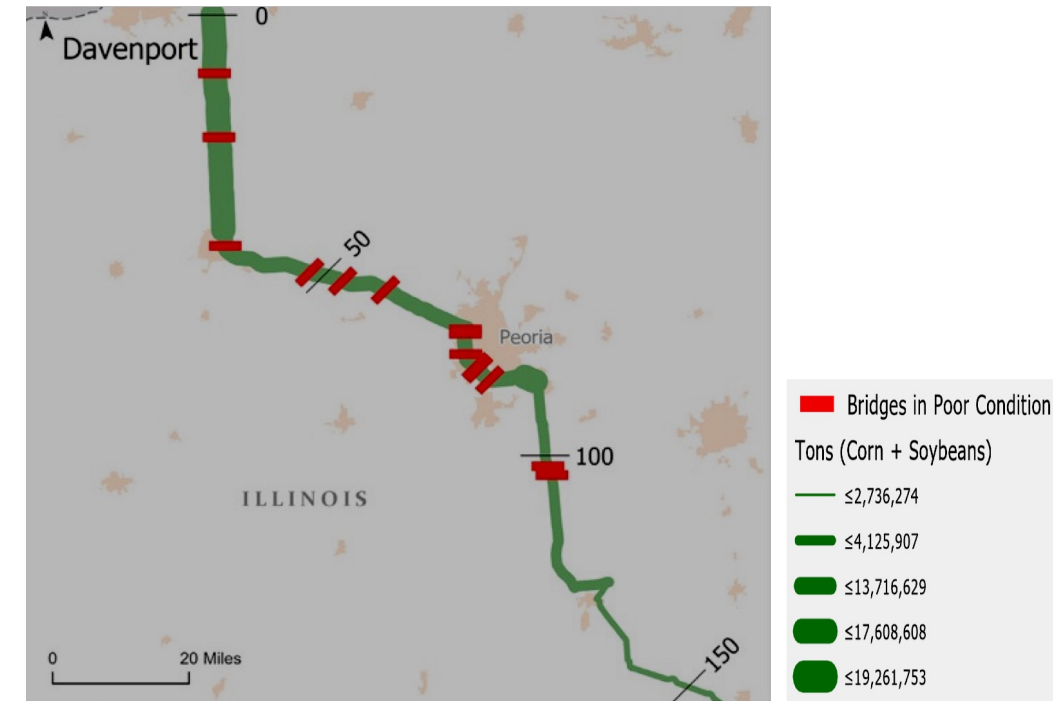 0
Davenport
50
Peoria
100
ILLINOIS
150
0 20 Miles
Bridges in Poor Condition
Tons (Corn + Soybeans)
≤2,736,274
≤4,125,907
≤13,716,629
≤17,608,608
≤19,261,753